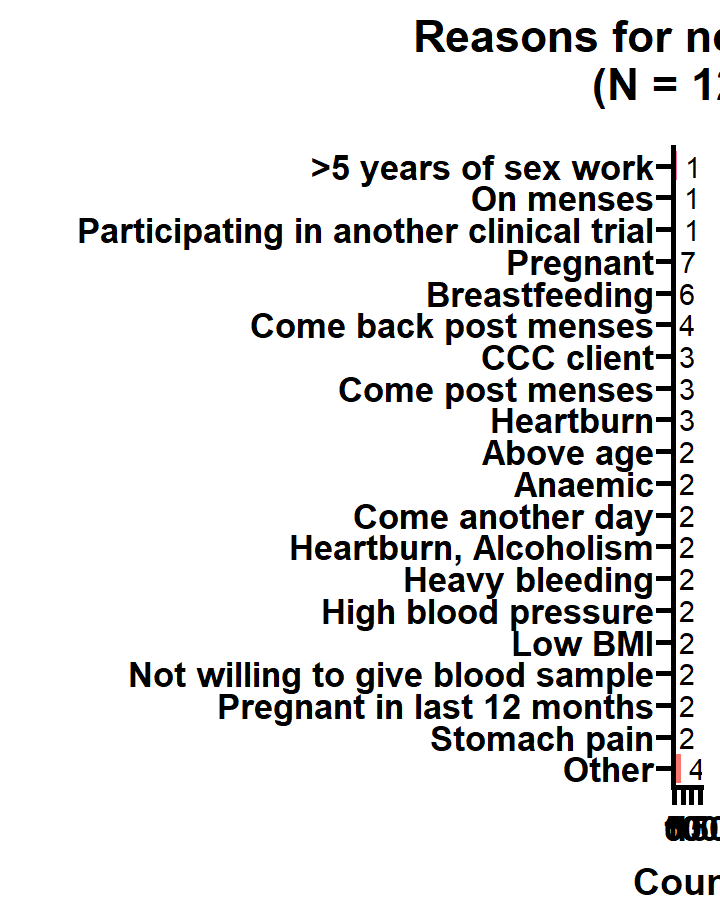 Reasons for n
(N = 12
>5 years of sex work 1
On menses 1
Participating in another clinical trial 1
Pregnant 7
Breastfeeding 6
Come back post menses 4
CCC client 3
Come post menses 3
Heartburn 3
Above age 2
Anaemic 2
Come another day 2
Heartburn, Alcoholism 2
Heavy bleeding 2
High blood pressure 2
Low BMI 2
Not willing to give blood sample 2
Pregnant in last 12 months 2
Stomach pain 2
Other 4
Cou